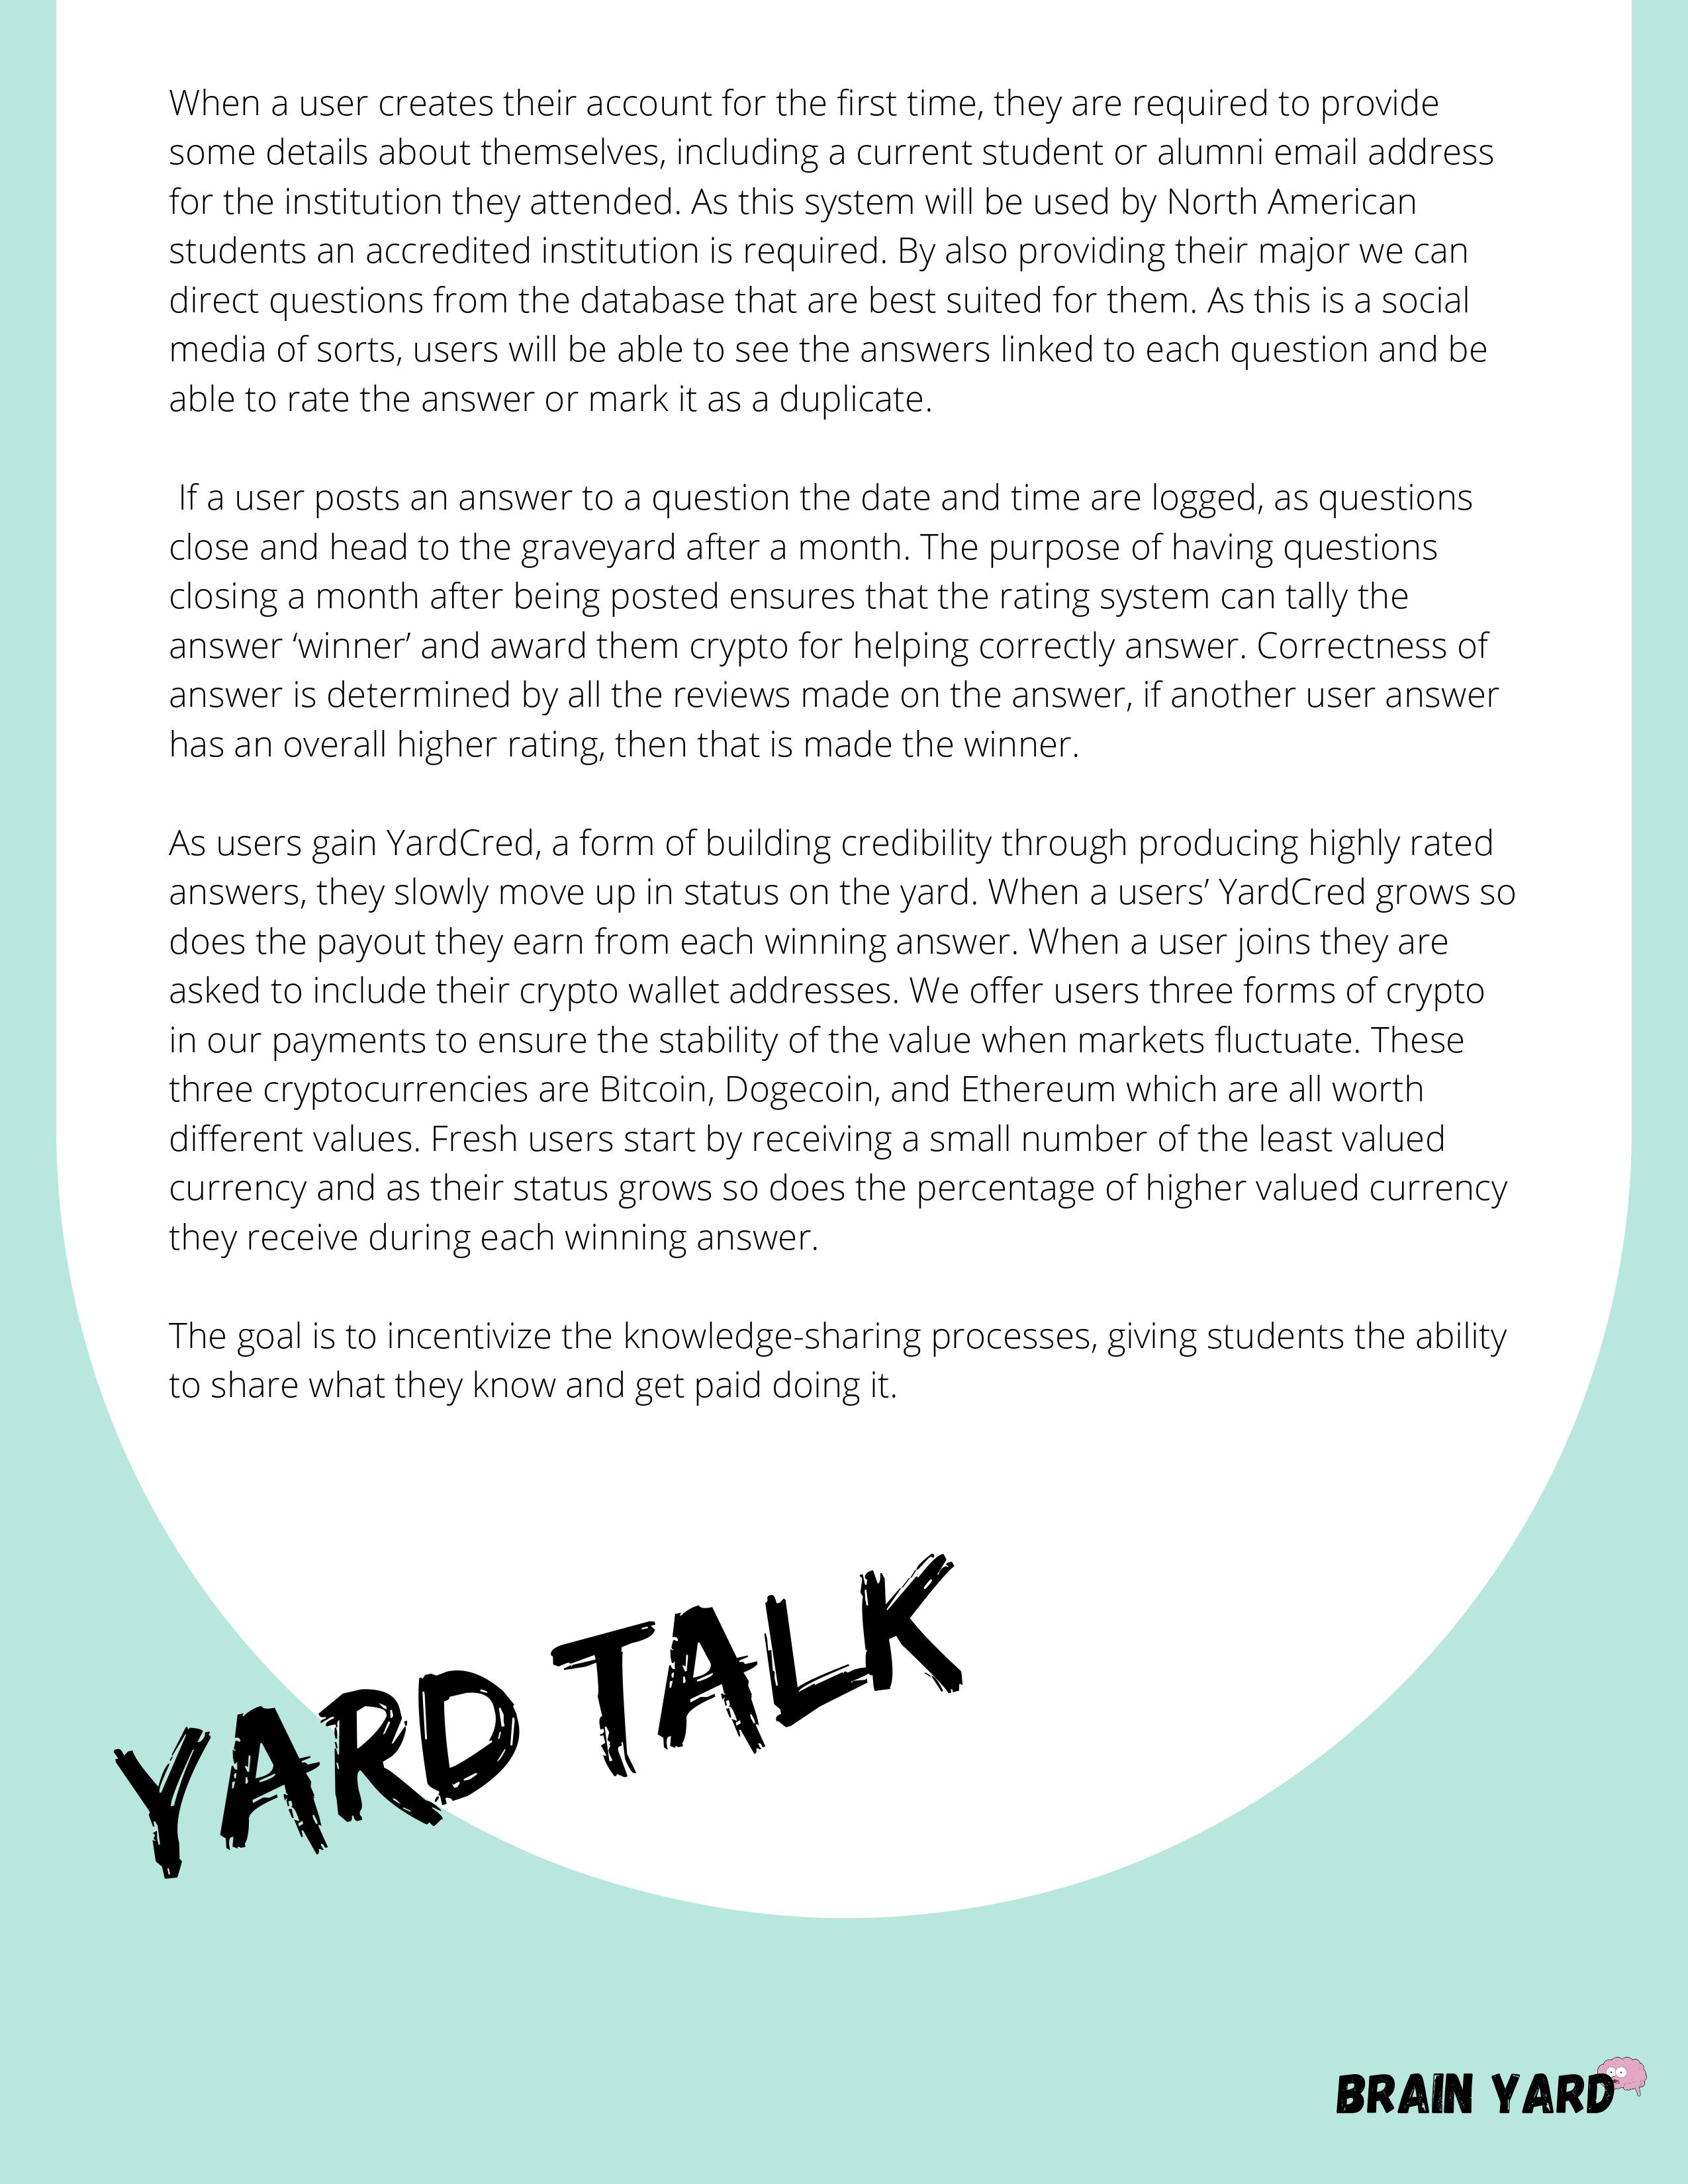 When a user creates their account for the first time, they are required to provide
some details about themselves, including a current student or alumni email address
for the institution they attended. As this system will be used by North American
students an accredited institution is required. By also providing their major we can
direct questions from the database that are best suited for them. As this is a social
media of sorts, users will be able to see the answers linked to each question and be
able to rate the answer or mark it as a duplicate.
If a user posts an answer to a question the date and time are logged, as questions
close and head to the graveyard after a month. The purpose of having questions
closing a month after being posted ensures that the rating system can tally the
answer ‘winner’ and award them crypto for helping correctly answer. Correctness of
answer is determined by all the reviews made on the answer, if another user answer
has an overall higher rating, then that is made the winner.
As users gain YardCred, a form of building credibility through producing highly rated
answers, they slowly move up in status on the yard. When a users’ YardCred grows so
does the payout they earn from each winning answer. When a user joins they are
asked to include their crypto wallet addresses. We offer users three forms of crypto
in our payments to ensure the stability of the value when markets fluctuate. These
three cryptocurrencies are Bitcoin, Dogecoin, and Ethereum which are all worth
different values. Fresh users start by receiving a small number of the least valued
currency and as their status grows so does the percentage of higher valued currency
they receive during each winning answer.
The goal is to incentivize the knowledge-sharing processes, giving students the ability
to share what they know and get paid doing it.
YARD TALK
BRAIN YARD